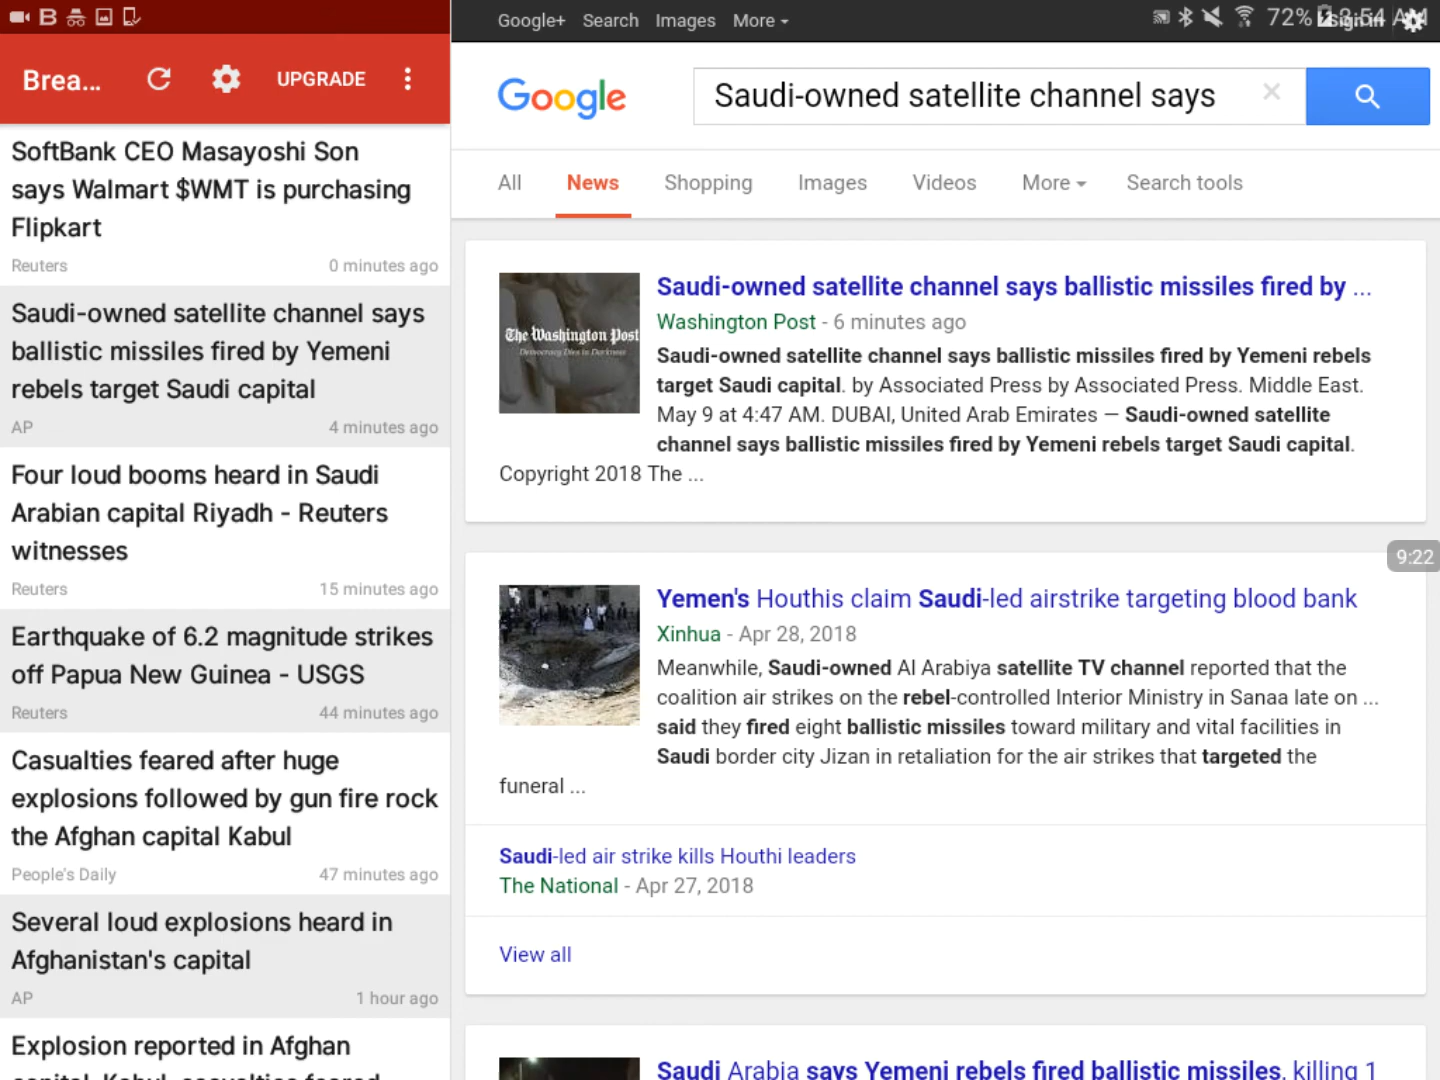 Brea...
UPGRADE
SoftBank CEO Masayoshi Son
says Walmart $WMT is purchasing
Flipkart
Reuters 0 minutes ago
Saudi-owned satellite channel says
ballistic missiles fired by Yemeni
rebels target Saudi capital
AP 4 minutes ago
Four loud booms heard in Saudi
Arabian capital Riyadh - Reuters
witnesses
Reuters 15 minutes ago
Earthquake of 6.2 magnitude strikes
off Papua New Guinea - USGS
Reuters 44 minutes ago
Casualties feared after huge
explosions followed by gun fire rock
the Afghan capital Kabul
People's Daily 47 minutes ago
Several loud explosions heard in
Afghanistan's capital
AP 1 hour ago
Explosion reported in Afghan
capital, Kabul, casualties feared
Google+ Search Images More
72% 8:54 AM
Google
Saudi-owned satellite channel says
All News Shopping Images Videos More Search tools
Saudi-owned satellite channel says ballistic missiles fired by ...
Washington Post - 6 minutes ago
The Washington Post
Democracy Dies in Darkness
Saudi-owned satellite channel says ballistic missiles fired by Yemeni rebels
target Saudi capital. by Associated Press by Associated Press. Middle East.
May 9 at 4:47 AM. DUBAI, United Arab Emirates — Saudi-owned satellite
channel says ballistic missiles fired by Yemeni rebels target Saudi capital.
Copyright 2018 The ...
9:22
Yemen's Houthis claim Saudi-led airstrike targeting blood bank
Xinhua - Apr 28, 2018
Meanwhile, Saudi-owned Al Arabiya satellite TV channel reported that the
coalition air strikes on the rebel-controlled Interior Ministry in Sanaa late on ...
said they fired eight ballistic missiles toward military and vital facilities in
Saudi border city Jizan in retaliation for the air strikes that targeted the
funeral ...
Saudi-led air strike kills Houthi leaders
The National - Apr 27, 2018
View all
Saudi Arabia says Yemeni rebels fired ballistic missiles, killing 1